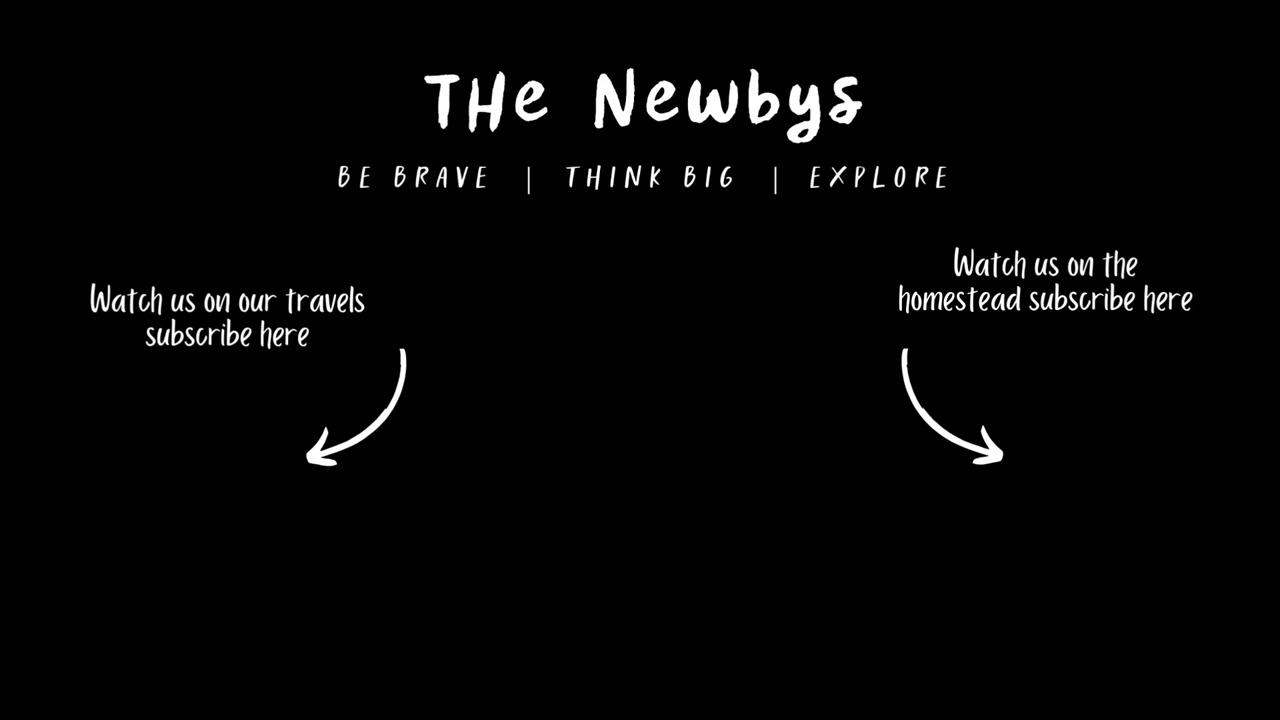 THe Newbys
BE BRAVE | THINK BIG | EXPLORE
Watch us on our travels
subscribe here
Watch us on the
homestead subscribe here